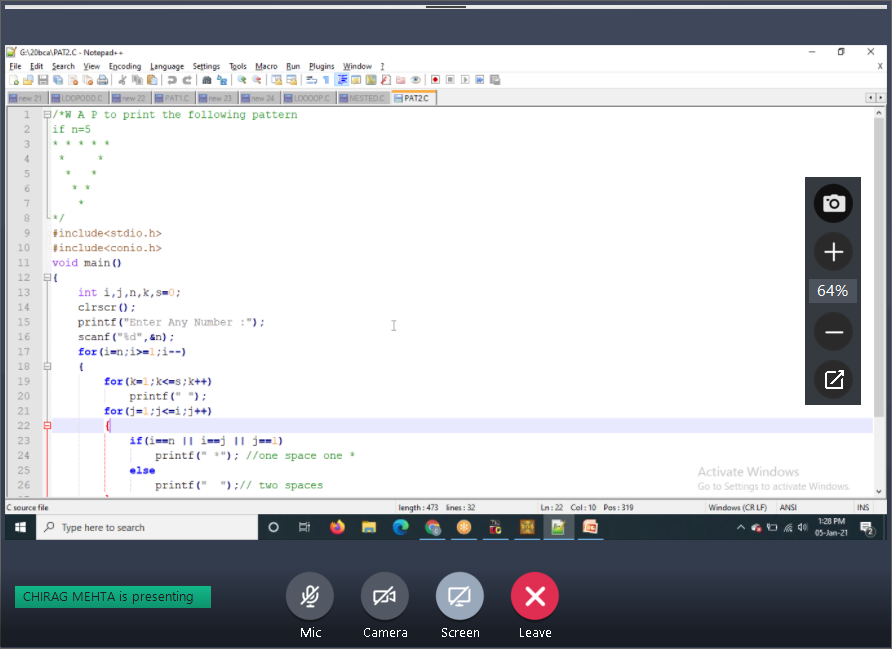 G:\20bca\PAT2.C - Notepad++
File Edit Search View Encoding Language Settings Tools Macro Run Plugins Window ?
X
new 21 LOOPODD.C new 22 PAT1.C new 23 new 24 LOOOOP.C NESTED.C PAT2.C
1 /*W A P to print the following pattern
2 if n=5
3 * * * * *
4 * *
5 * *
6 * *
7 *
8 */
9 #include<stdio.h>
10 #include<conio.h>
11 void main()
12 {
13 int i,j,n,k,s=0;
14 clrscr();
15 printf("Enter Any Number :");
16 scanf("%d",&n);
17 for(i=n;i>=1;i--)
18 {
19 for(k=1;k<=s;k++)
20 printf(" ");
21 for(j=1;j<=i;j++)
22 {
23 if(i==n || i==j || j==1)
24 printf(" *"); //one space one *
25 else
26 printf("  ");// two spaces
64%
Activate Windows
Go to Settings to activate Windows.
C source file length : 473 lines : 32 Ln : 22 Col : 10 Pos : 319 Windows (CR LF) ANSI INS
Type here to search
1:28 PM
05-Jan-21
2
CHIRAG MEHTA is presenting
Mic Camera Screen Leave